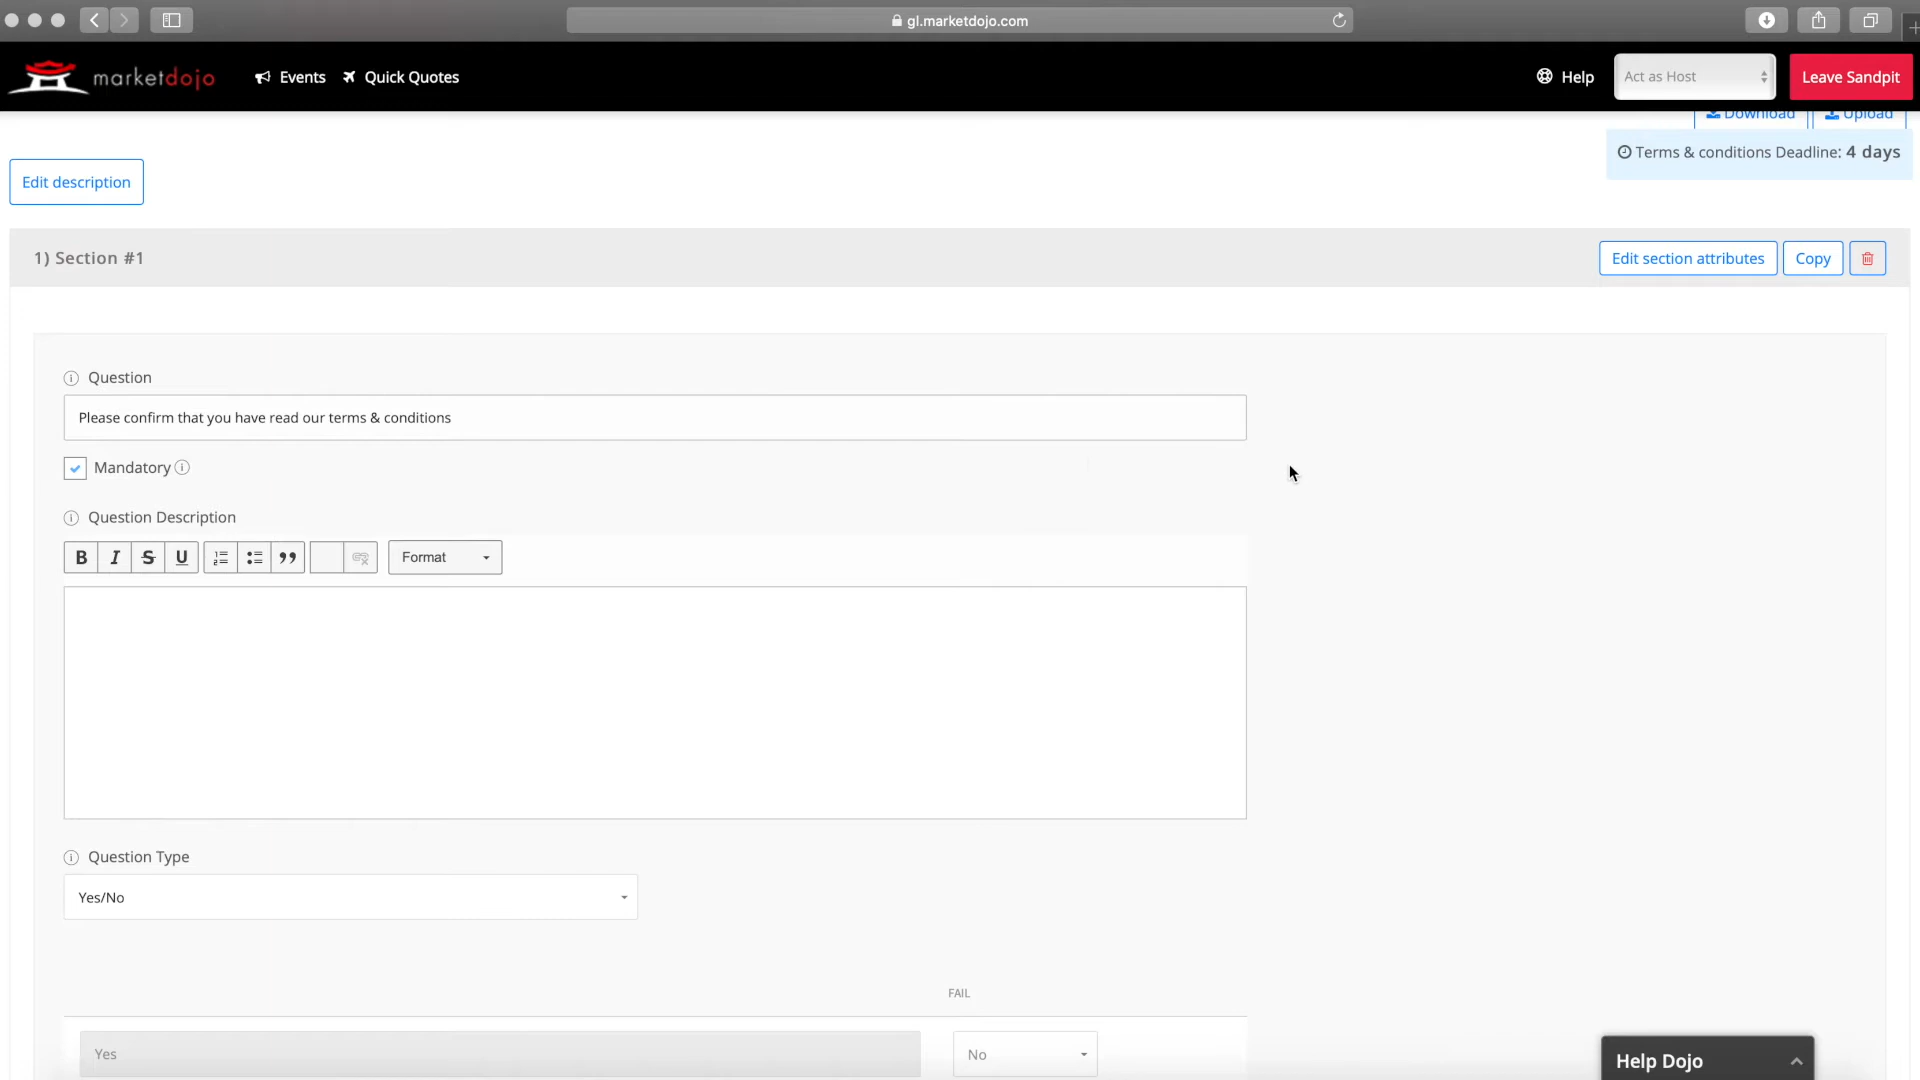 gl.marketdojo.com
marketdojo
Events
Quick Quotes
Help
Act as Host
Leave Sandpit
Download
Upload
Terms & conditions Deadline: 4 days
Edit description
1) Section #1
Edit section attributes
Copy
Question
Please confirm that you have read our terms & conditions
Mandatory
Question Description
B I S U
Format
Question Type
Yes/No
FAIL
Yes
No
Help Dojo